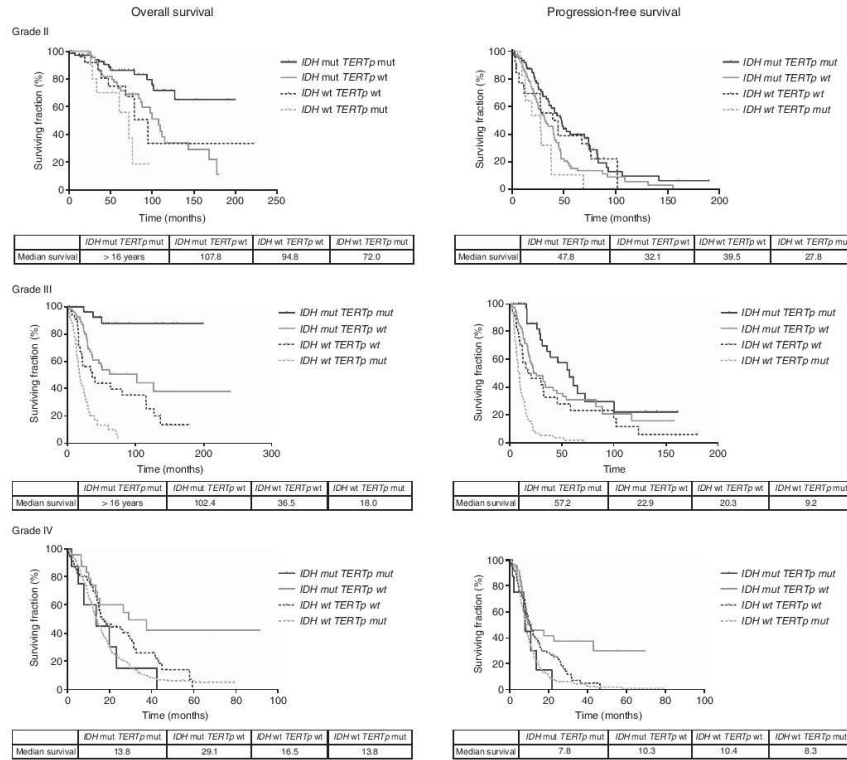 Overall survival
Progression-free survival
Grade II
100
80
60
40
20
0
Surviving fraction (%)
0 50 100 150 200 250
Time (months)
IDH mut TERTp mut
IDH mut TERTp wt
IDH wt TERTp wt
IDH wt TERTp mut
100
80
60
40
20
0
Surviving fraction (%)
0 50 100 150 200
Time (months)
IDH mut TERTp mut
IDH mut TERTp wt
IDH wt TERTp wt
IDH wt TERTp mut
IDH mut TERTp mut IDH mut TERTp wt IDH wt TERTp wt IDH wt TERTp mut
Median survival > 16 years 107.8 94.8 72.0
IDH mut TERTp mut IDH mut TERTp wt IDH wt TERTp wt IDH wt TERTp mut
Median survival 47.8 32.1 39.5 27.8
Grade III
100
80
60
40
20
0
Surviving fraction (%)
0 100 200 300
Time (months)
IDH mut TERTp mut
IDH mut TERTp wt
IDH wt TERTp wt
IDH wt TERTp mut
100
80
60
40
20
0
Surviving fraction (%)
0 50 100 150 200
Time
IDH mut TERTp mut
IDH mut TERTp wt
IDH wt TERTp wt
IDH wt TERTp mut
IDH mut TERTp mut IDH mut TERTp wt IDH wt TERTp wt IDH wt TERTp mut
Median survival > 16 years 102.4 36.5 18.0
IDH mut TERTp mut IDH mut TERTp wt IDH wt TERTp wt IDH wt TERTp mut
Median survival 57.2 22.9 20.3 9.2
Grade IV
100
80
60
40
20
0
Surviving fraction (%)
0 20 40 60 80 100
Time (months)
IDH mut TERTp mut
IDH mut TERTp wt
IDH wt TERTp wt
IDH wt TERTp mut
100
80
60
40
20
0
Surviving fraction (%)
0 20 40 60 80 100
Time (months)
IDH mut TERTp mut
IDH mut TERTp wt
IDH wt TERTp wt
IDH wt TERTp mut
IDH mut TERTp mut IDH mut TERTp wt IDH wt TERTp wt IDH wt TERTp mut
Median survival 13.8 29.1 16.5 13.8
IDH mut TERTp mut IDH mut TERTp wt IDH wt TERTp wt IDH wt TERTp mut
Median survival 7.8 10.3 10.4 8.3